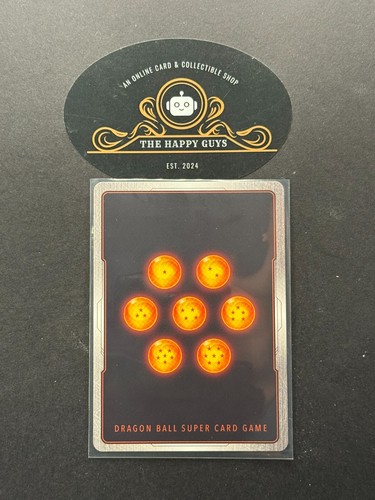 AN ONLINE CARD & COLLECTIBLE SHOP
THE HAPPY GUYS
EST. 2024
DRAGON BALL SUPER CARD GAME